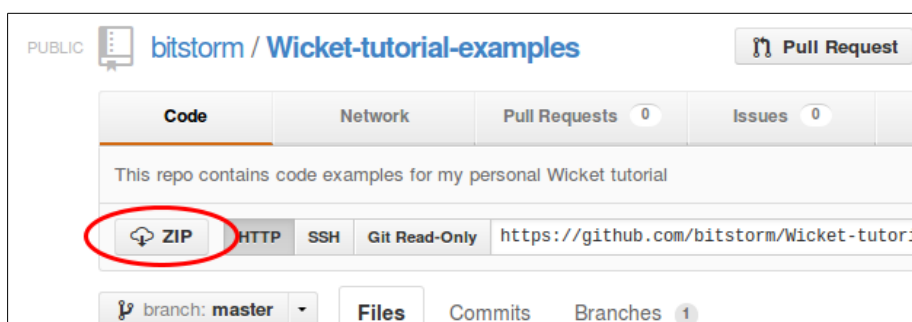 PUBLIC bitstorm / Wicket-tutorial-examples Pull Request
Code Network Pull Requests 0 Issues 0
This repo contains code examples for my personal Wicket tutorial
ZIP HTTP SSH Git Read-Only https://github.com/bitstorm/Wicket-tutori
branch: master Files Commits Branches 1